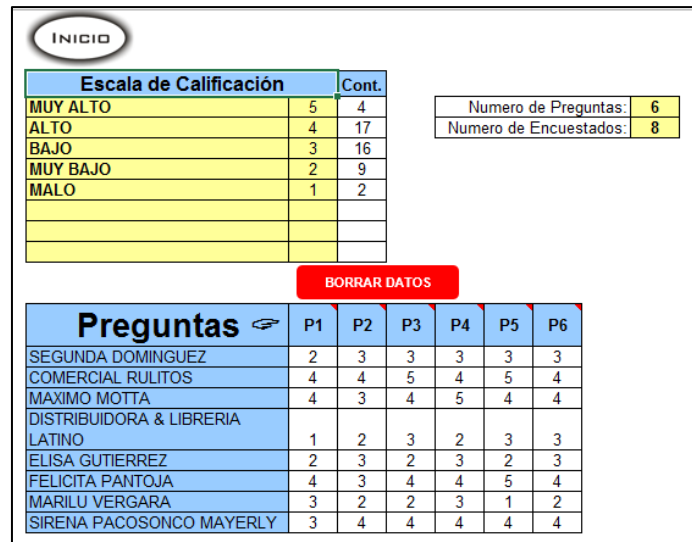 INICIO
Escala de Calificación Cont.
MUY ALTO 5 4
ALTO 4 17
BAJO 3 16
MUY BAJO 2 9
MALO 1 2
Numero de Preguntas: 6
Numero de Encuestados: 8
BORRAR DATOS
Preguntas P1 P2 P3 P4 P5 P6
SEGUNDA DOMINGUEZ 2 3 3 3 3 3
COMERCIAL RULITOS 4 4 5 4 5 4
MAXIMO MOTTA 4 3 4 5 4 4
DISTRIBUIDORA & LIBRERIA
LATINO 1 2 3 2 3 3
ELISA GUTIERREZ 2 3 2 3 2 3
FELICITA PANTOJA 4 3 4 4 5 4
MARILU VERGARA 3 2 2 3 1 2
SIRENA PACOSONCO MAYERLY 3 4 4 4 4 4